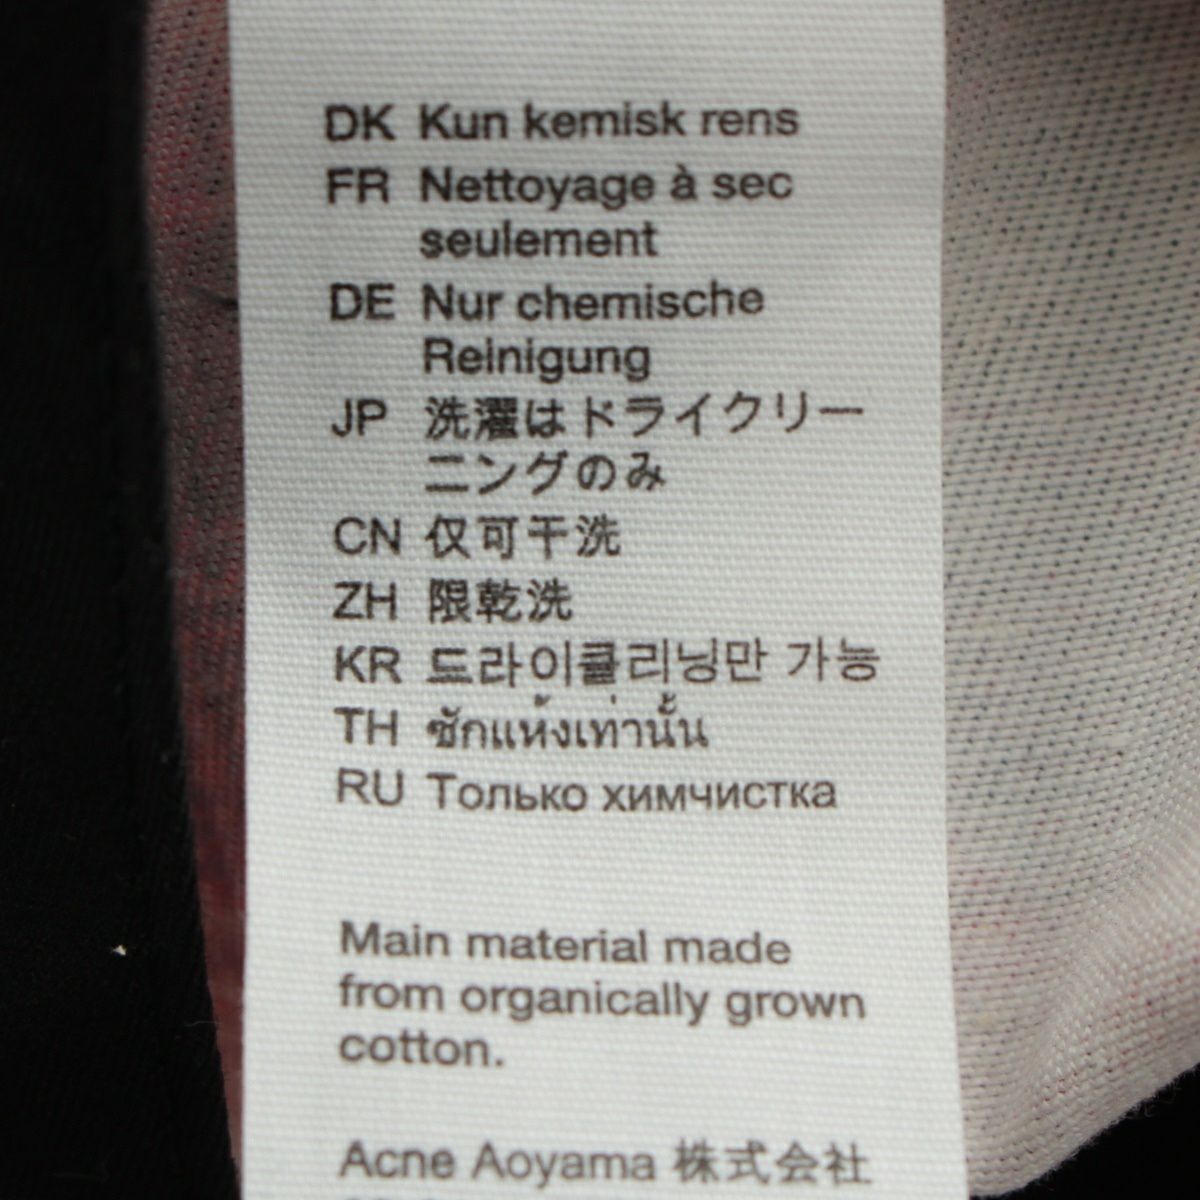 DK Kun kemisk rens
FR Nettoyage à sec
seulement
DE Nur chemische
Reinigung
JP 洗濯はドライクリー
ニングのみ
CN 仅可干洗
ZH 限乾洗
KR 드라이클리닝만 가능
TH ซักแห้งเท่านั้น
RU Только химчистка
Main material made
from organically grown
cotton.
Acne Aoyama 株式会社